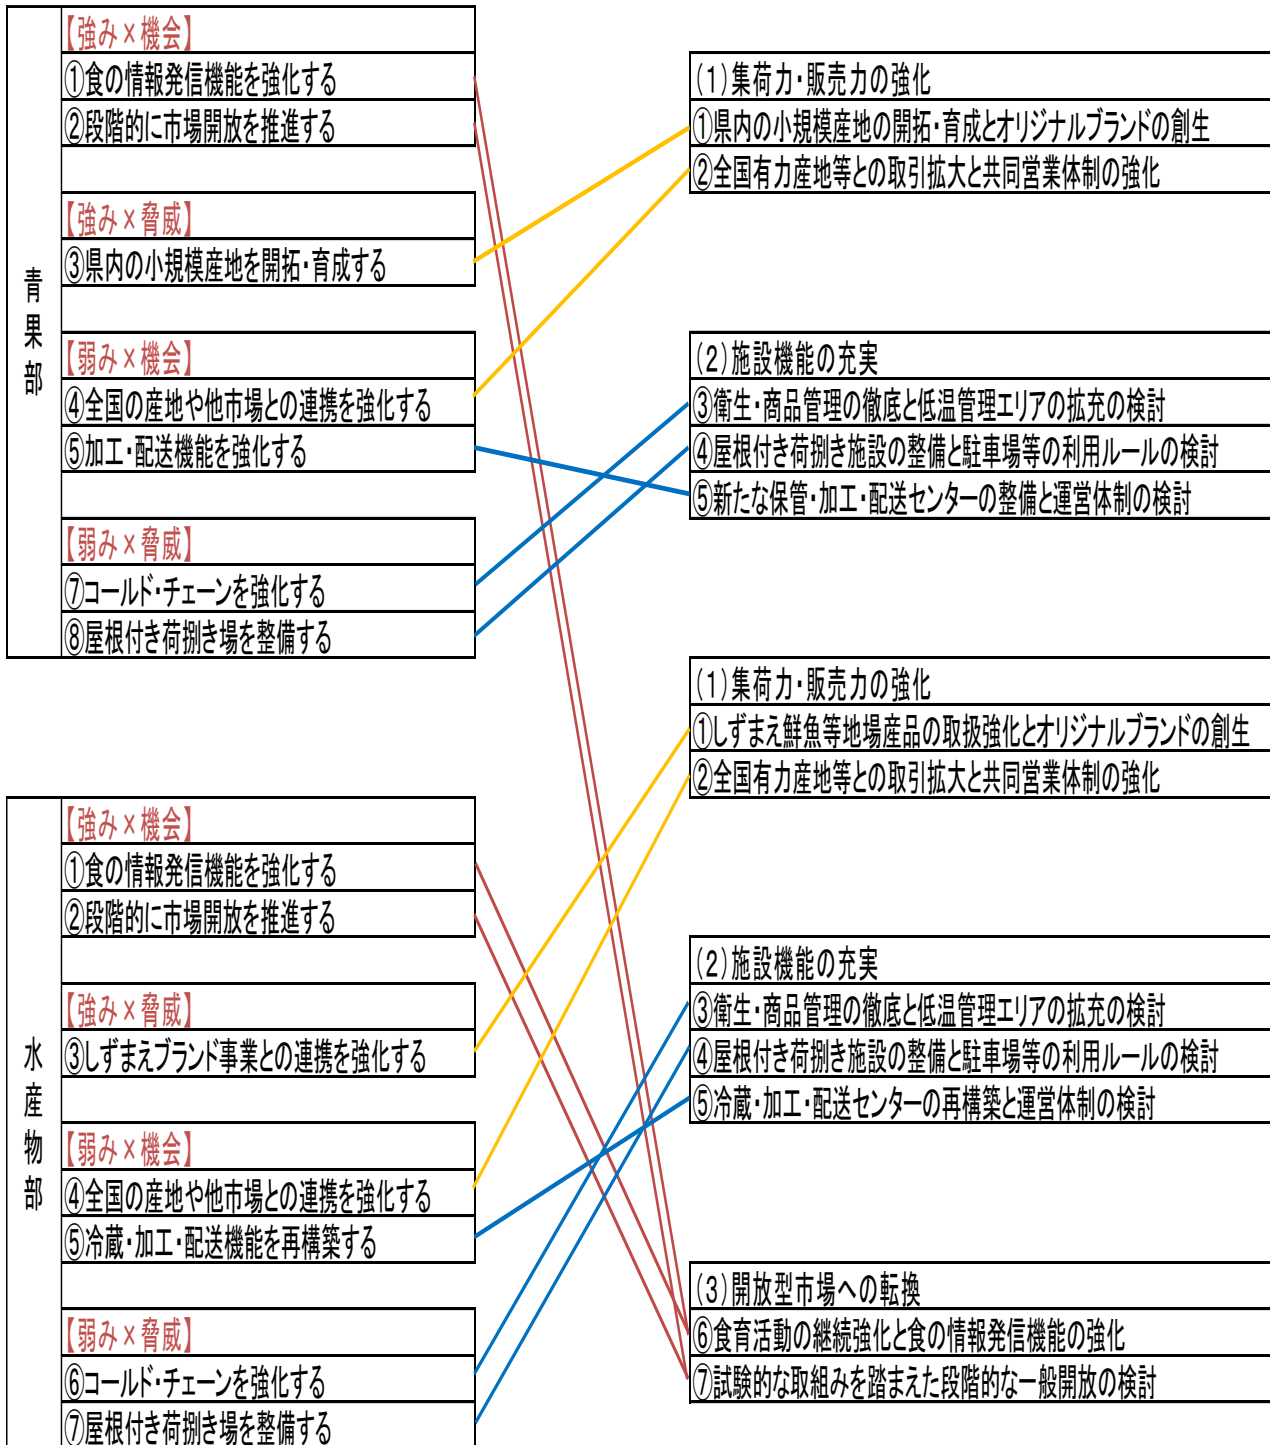 青果部
【強み×機会】
①食の情報発信機能を強化する
②段階的に市場開放を推進する
【強み×脅威】
③県内の小規模産地を開拓・育成する
【弱み×機会】
④全国の産地や他市場との連携を強化する
⑤加工・配送機能を強化する
【弱み×脅威】
⑦コールド・チェーンを強化する
⑧屋根付き荷捌き場を整備する
(1)集荷力・販売力の強化
①県内の小規模産地の開拓・育成とオリジナルブランドの創生
②全国有力産地等との取引拡大と共同営業体制の強化
(2)施設機能の充実
③衛生・商品管理の徹底と低温管理エリアの拡充の検討
④屋根付き荷捌き施設の整備と駐車場等の利用ルールの検討
⑤新たな保管・加工・配送センターの整備と運営体制の検討
水産物部
【強み×機会】
①食の情報発信機能を強化する
②段階的に市場開放を推進する
【強み×脅威】
③しずまえブランド事業との連携を強化する
【弱み×機会】
④全国の産地や他市場との連携を強化する
⑤冷蔵・加工・配送機能を再構築する
【弱み×脅威】
⑥コールド・チェーンを強化する
⑦屋根付き荷捌き場を整備する
(1)集荷力・販売力の強化
①しずまえ鮮魚等地場産品の取扱強化とオリジナルブランドの創生
②全国有力産地等との取引拡大と共同営業体制の強化
(2)施設機能の充実
③衛生・商品管理の徹底と低温管理エリアの拡充の検討
④屋根付き荷捌き施設の整備と駐車場等の利用ルールの検討
⑤冷蔵・加工・配送センターの再構築と運営体制の検討
(3)開放型市場への転換
⑥食育活動の継続強化と食の情報発信機能の強化
⑦試験的な取組みを踏まえた段階的な一般開放の検討